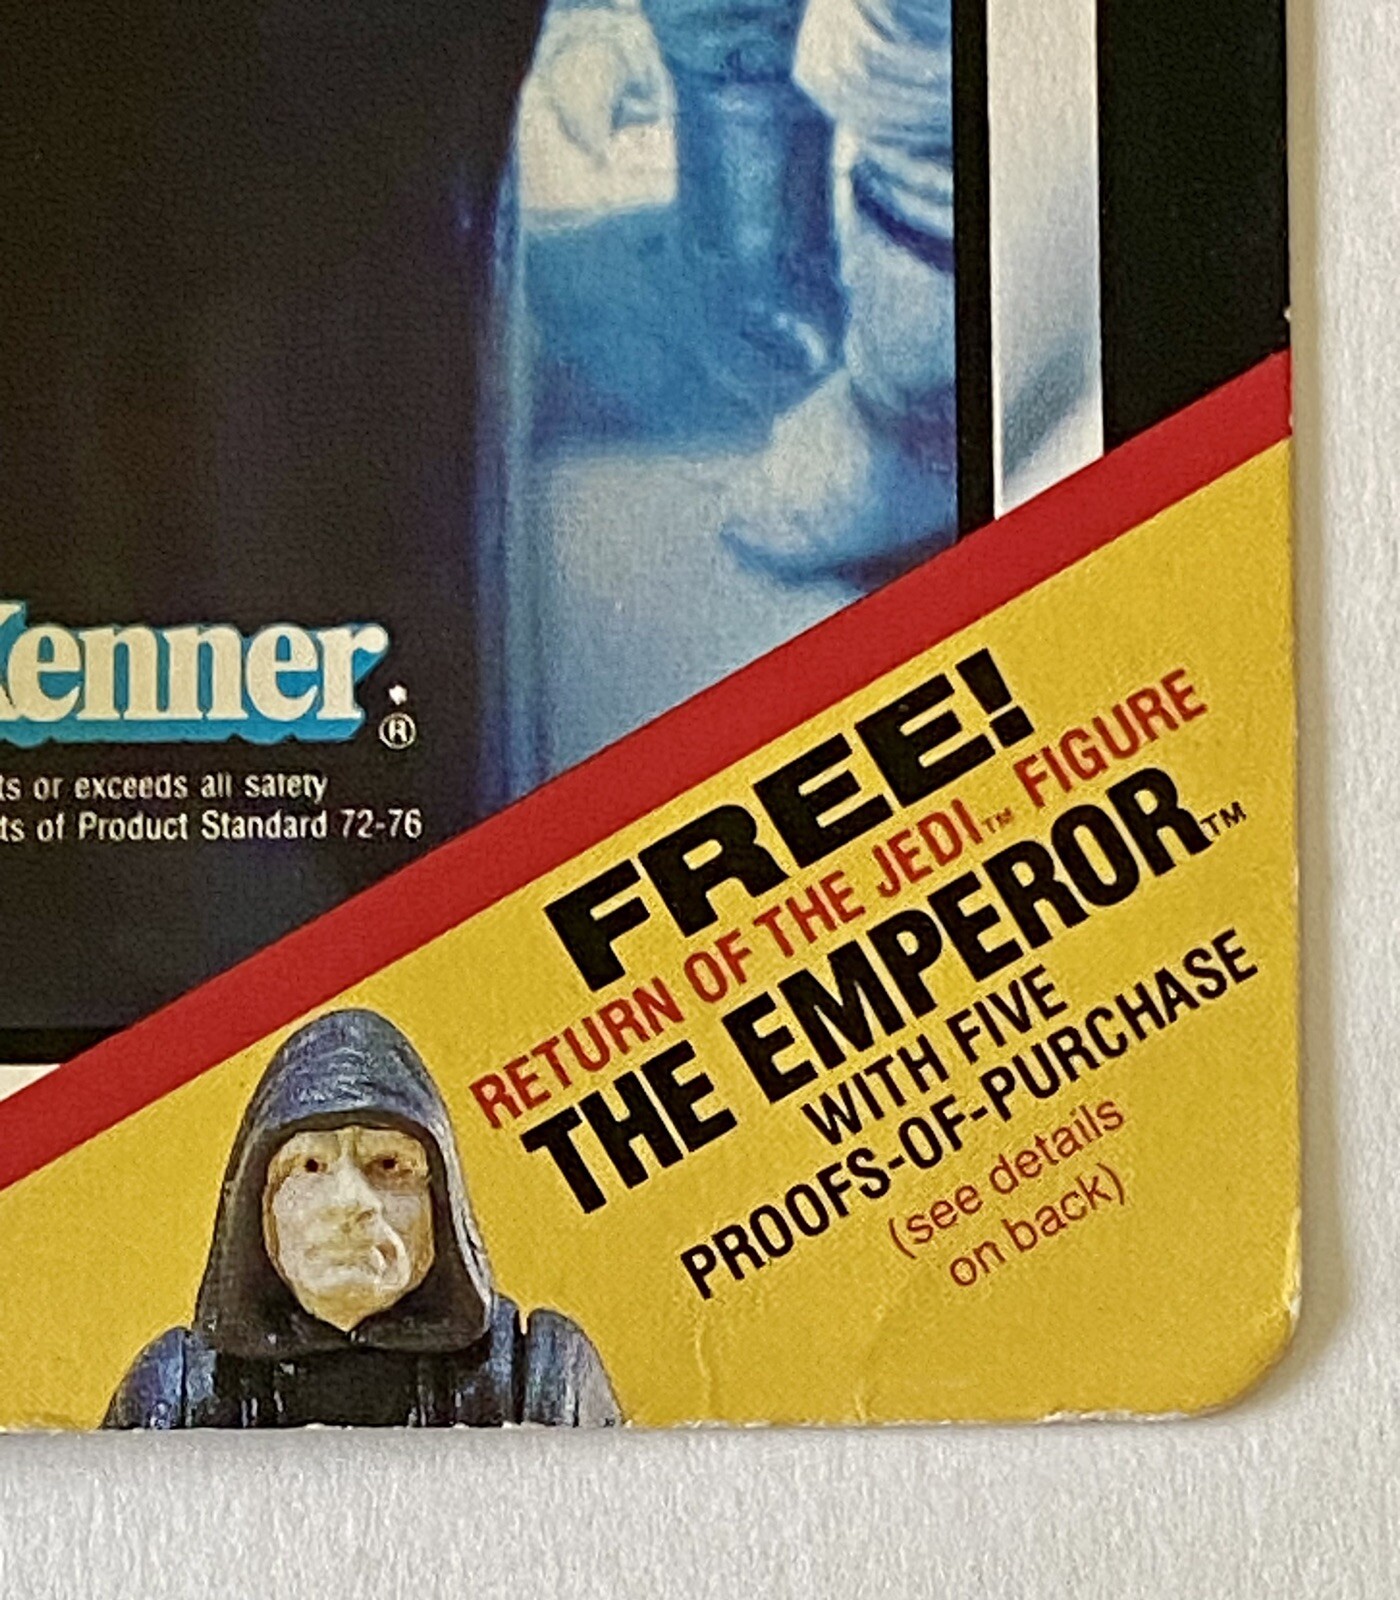 Kenner
®
ts or exceeds all safety
ts of Product Standard 72-76
FREE!
RETURN OF THE JEDI™ FIGURE
THE EMPEROR™
WITH FIVE
PROOFS-OF-PURCHASE
(see details
on back)